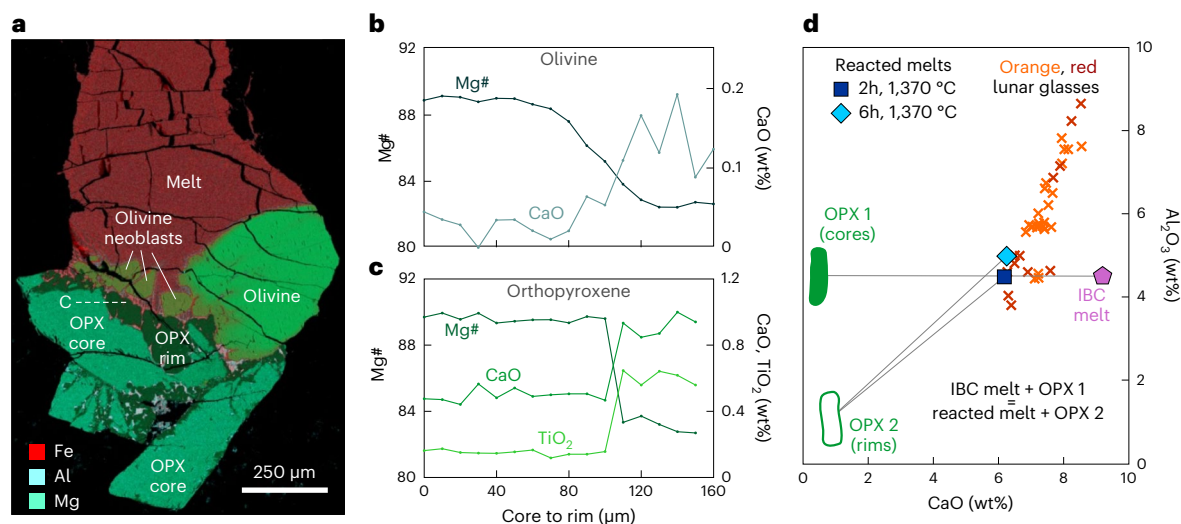 a
Melt
Olivine
neoblasts
Olivine
C
OPX
core
OPX
rim
OPX
core
Fe
Al
Mg
250 µm
b
92
88
84
80
Mg#
Olivine
Mg#
CaO
0.2
0.1
0
CaO (wt%)
c
92
88
84
80
Mg#
Orthopyroxene
Mg#
CaO
TiO₂
1.2
0.8
0.4
0
CaO, TiO₂ (wt%)
0
40
80
120
160
Core to rim (µm)
d
Reacted melts
2h, 1,370 °C
6h, 1,370 °C
Orange, red
lunar glasses
OPX 1
(cores)
IBC
melt
OPX 2
(rims)
IBC melt + OPX 1
=
reacted melt + OPX 2
10
8
6
4
2
0
Al₂O₃ (wt%)
0
2
4
6
8
10
CaO (wt%)